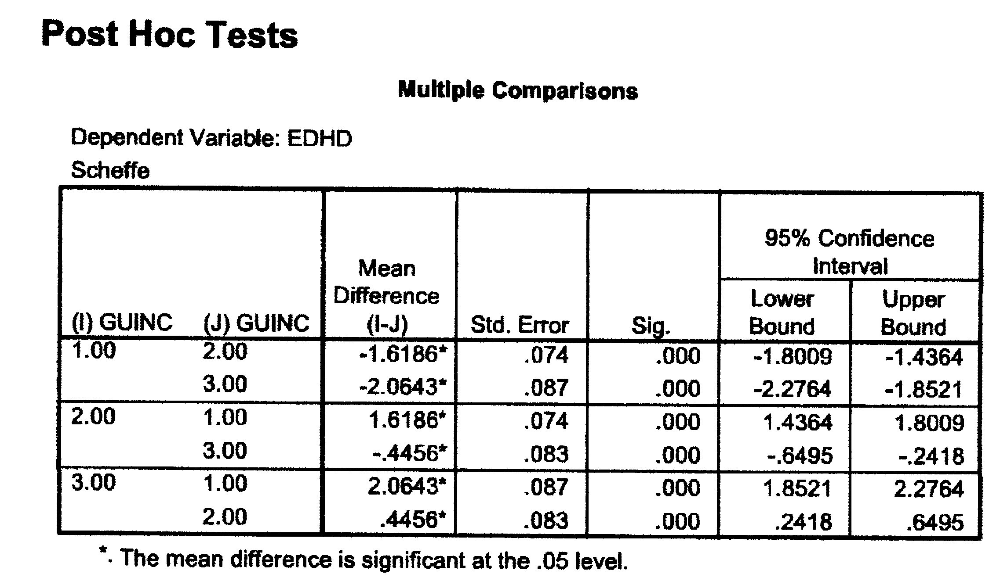 Post Hoc Tests
Multiple Comparisons
Dependent Variable: EDHD
Scheffe
95% Confidence
Interval
Mean
Difference
(I-J)
Lower
Bound
Upper
Bound
(I) GUINC (J) GUINC Std. Error Sig.
1.00 2.00 -1.6186* .074 .000 -1.8009 -1.4364
3.00 -2.0643* .087 .000 -2.2764 -1.8521
2.00 1.00 1.6186* .074 .000 1.4364 1.8009
3.00 -.4456* .083 .000 -.6495 -.2418
3.00 1.00 2.0643* .087 .000 1.8521 2.2764
2.00 .4456* .083 .000 .2418 .6495
*. The mean difference is significant at the .05 level.